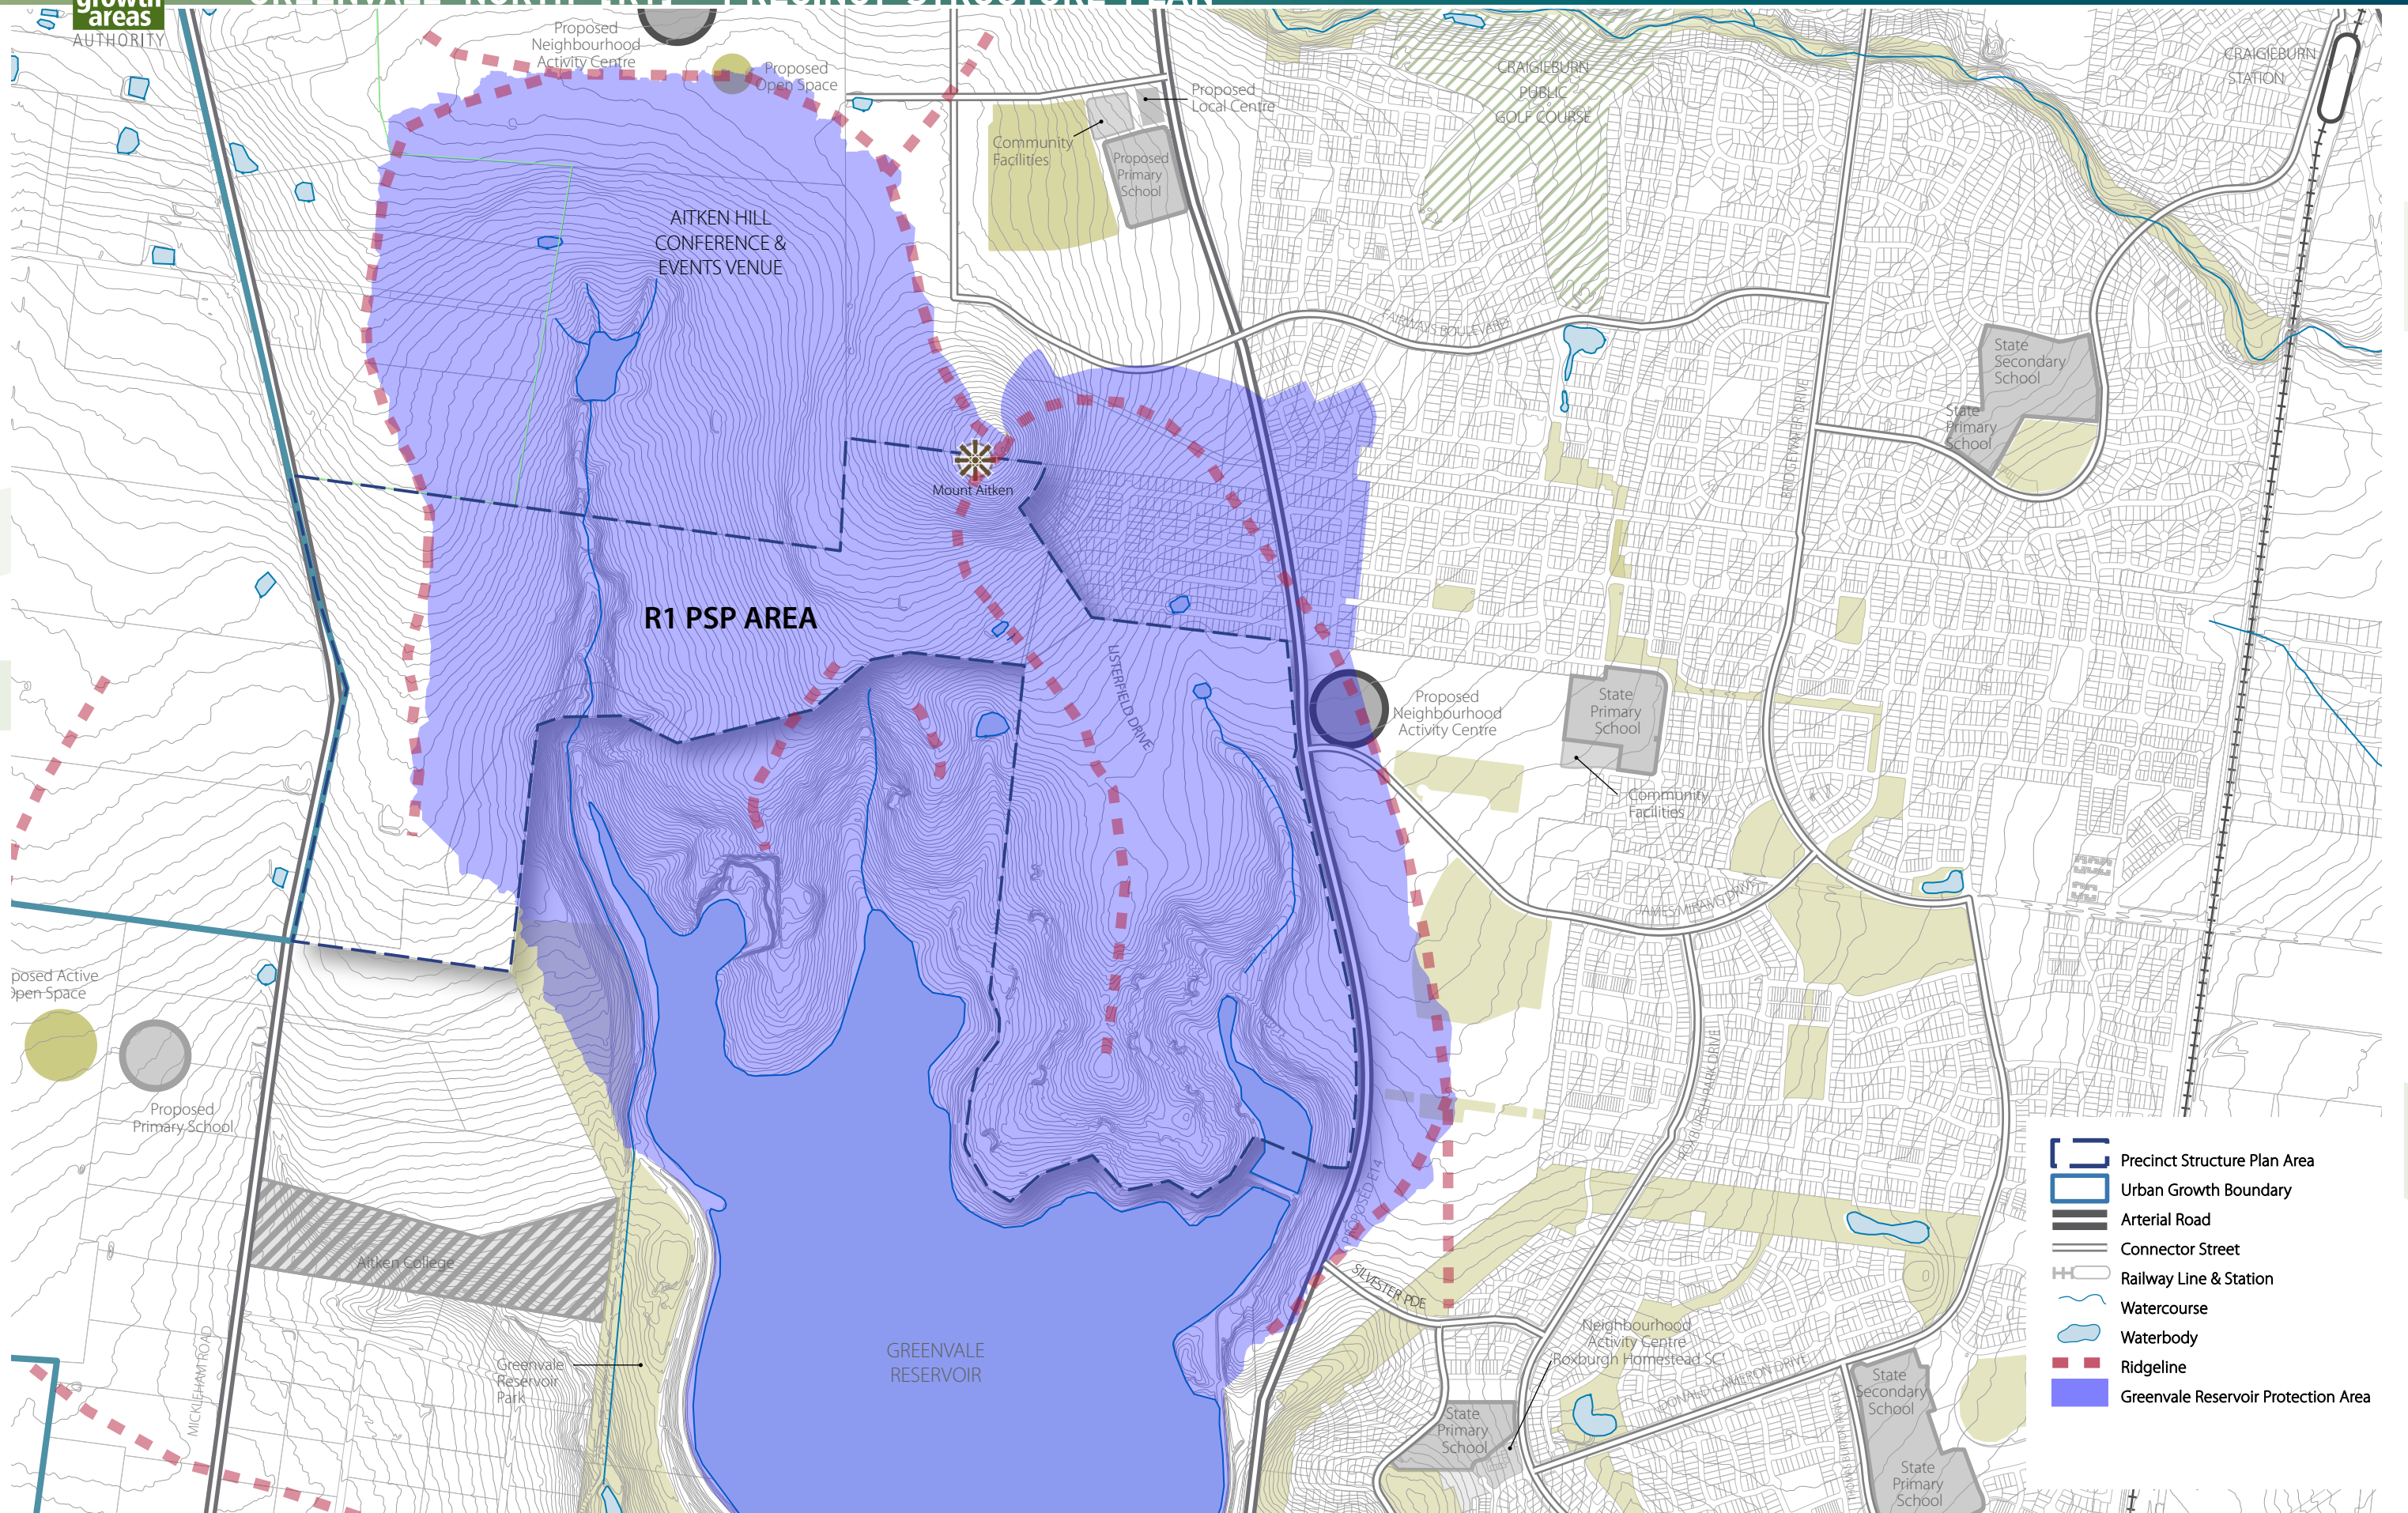 growth
areas
AUTHORITY
GREENVALE NORTH (R1) PRECINCT STRUCTURE PLAN
Proposed
Neighbourhood
Activity Centre
Proposed
Open Space
Proposed
Local Centre
Community
Facilities
Proposed
Primary
School
CRAIGIEBURN
PUBLIC
GOLF COURSE
CRAIGIEBURN
STATION
AITKEN HILL
CONFERENCE &
EVENTS VENUE
FAIRWAYS BOULEVARD
State
Secondary
School
State
Primary
School
BRIDGEWATER DRIVE
Mount Aitken
R1 PSP AREA
LISTERFIELD DRIVE
Proposed
Neighbourhood
Activity Centre
State
Primary
School
Community
Facilities
JAMES MIRAMS DRIVE
posed Active
Open Space
Proposed
Primary School
ROXBURGH PARK DRIVE
PROPOSED E14
Aitken College
SILVESTER PDE
MICKLEHAM ROAD
Greenvale
Reservoir
Park
GREENVALE
RESERVOIR
Neighbourhood
Activity Centre
'Roxburgh Homestead SC'
DONALD CAMERON DRIVE
State
Primary
School
State
Secondary
School
State
Primary
School
Precinct Structure Plan Area
Urban Growth Boundary
Arterial Road
Connector Street
Railway Line & Station
Watercourse
Waterbody
Ridgeline
Greenvale Reservoir Protection Area